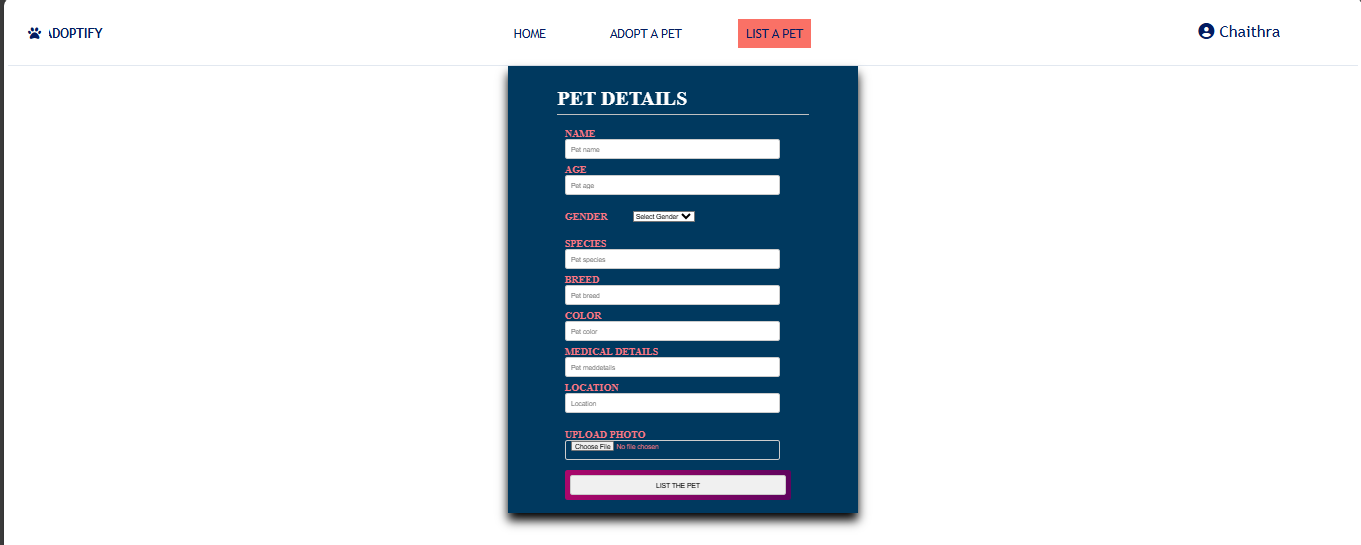 ADOPTIFY
HOME ADOPT A PET LIST A PET
Chaithra
PET DETAILS
NAME
Pet name
AGE
Pet age
GENDER Select Gender
SPECIES
Pet species
BREED
Pet breed
COLOR
Pet color
MEDICAL DETAILS
Pet meddetails
LOCATION
Location
UPLOAD PHOTO
Choose File No file chosen
LIST THE PET